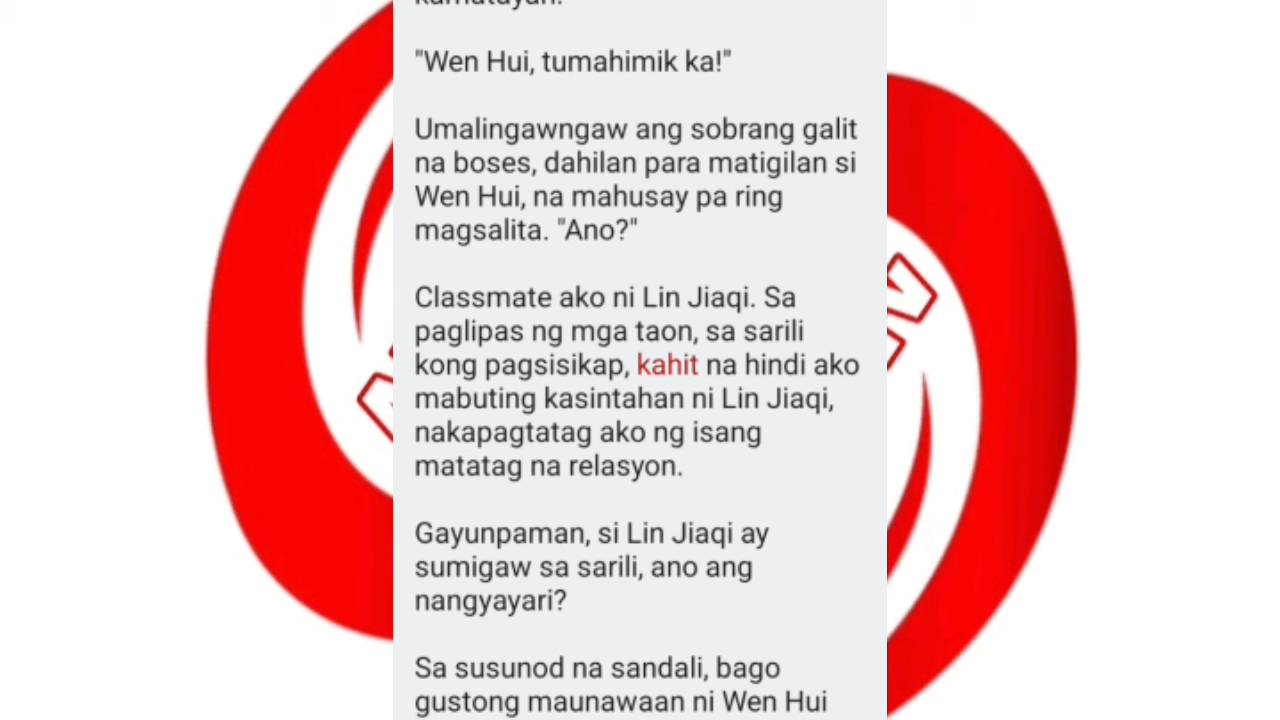 "Wen Hui, tumahimik ka!"
Umalingawngaw ang sobrang galit
na boses, dahilan para matigilan si
Wen Hui, na mahusay pa ring
magsalita. "Ano?"
Classmate ako ni Lin Jiaqi. Sa
paglipas ng mga taon, sa sarili
kong pagsisikap, kahit na hindi ako
mabuting kasintahan ni Lin Jiaqi,
nakapagtatag ako ng isang
matatag na relasyon.
Gayunpaman, si Lin Jiaqi ay
sumigaw sa sarili, ano ang
nangyayari?
Sa susunod na sandali, bago
gustong maunawaan ni Wen Hui